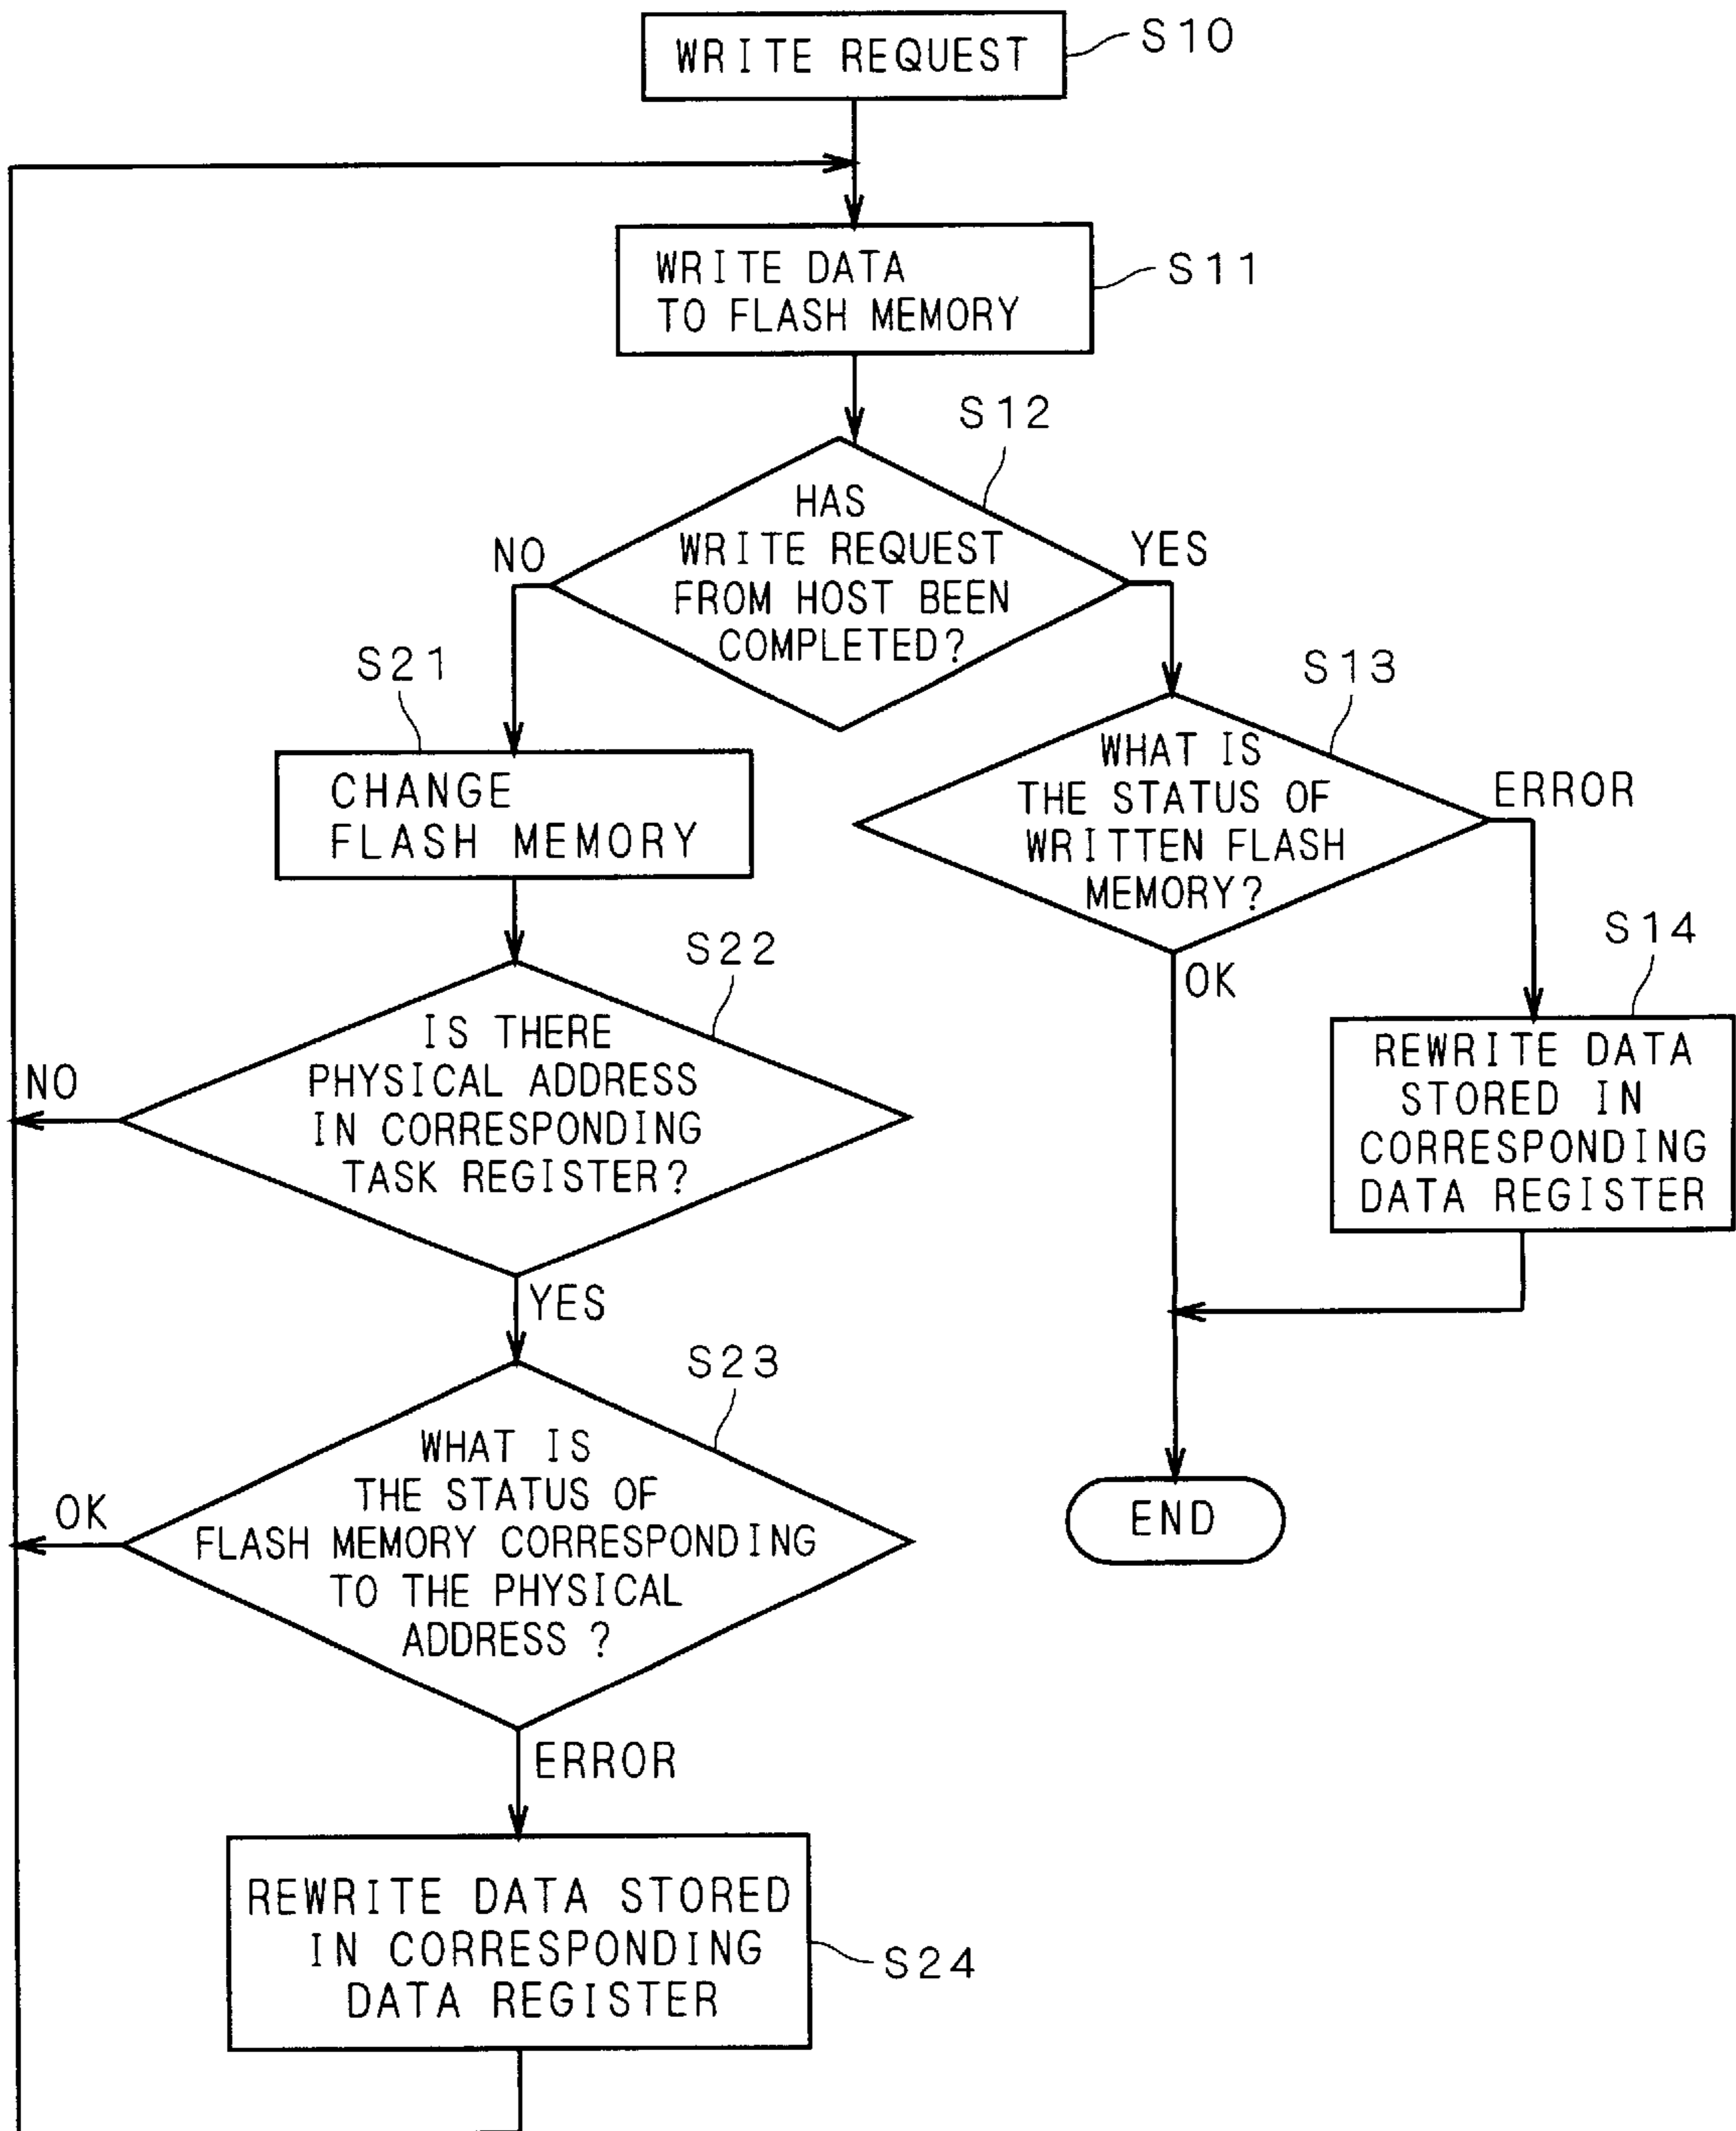 WRITE REQUEST
S10
WRITE DATA
TO FLASH MEMORY
S11
S12
HAS
WRITE REQUEST
FROM HOST BEEN
COMPLETED?
NO
YES
S21
CHANGE
FLASH MEMORY
S13
WHAT IS
THE STATUS OF
WRITTEN FLASH
MEMORY?
ERROR
OK
S14
REWRITE DATA
STORED IN
CORRESPONDING
DATA REGISTER
S22
IS THERE
PHYSICAL ADDRESS
IN CORRESPONDING
TASK REGISTER?
NO
YES
S23
WHAT IS
THE STATUS OF
FLASH MEMORY CORRESPONDING
TO THE PHYSICAL
ADDRESS ?
OK
END
ERROR
REWRITE DATA STORED
IN CORRESPONDING
DATA REGISTER
S24